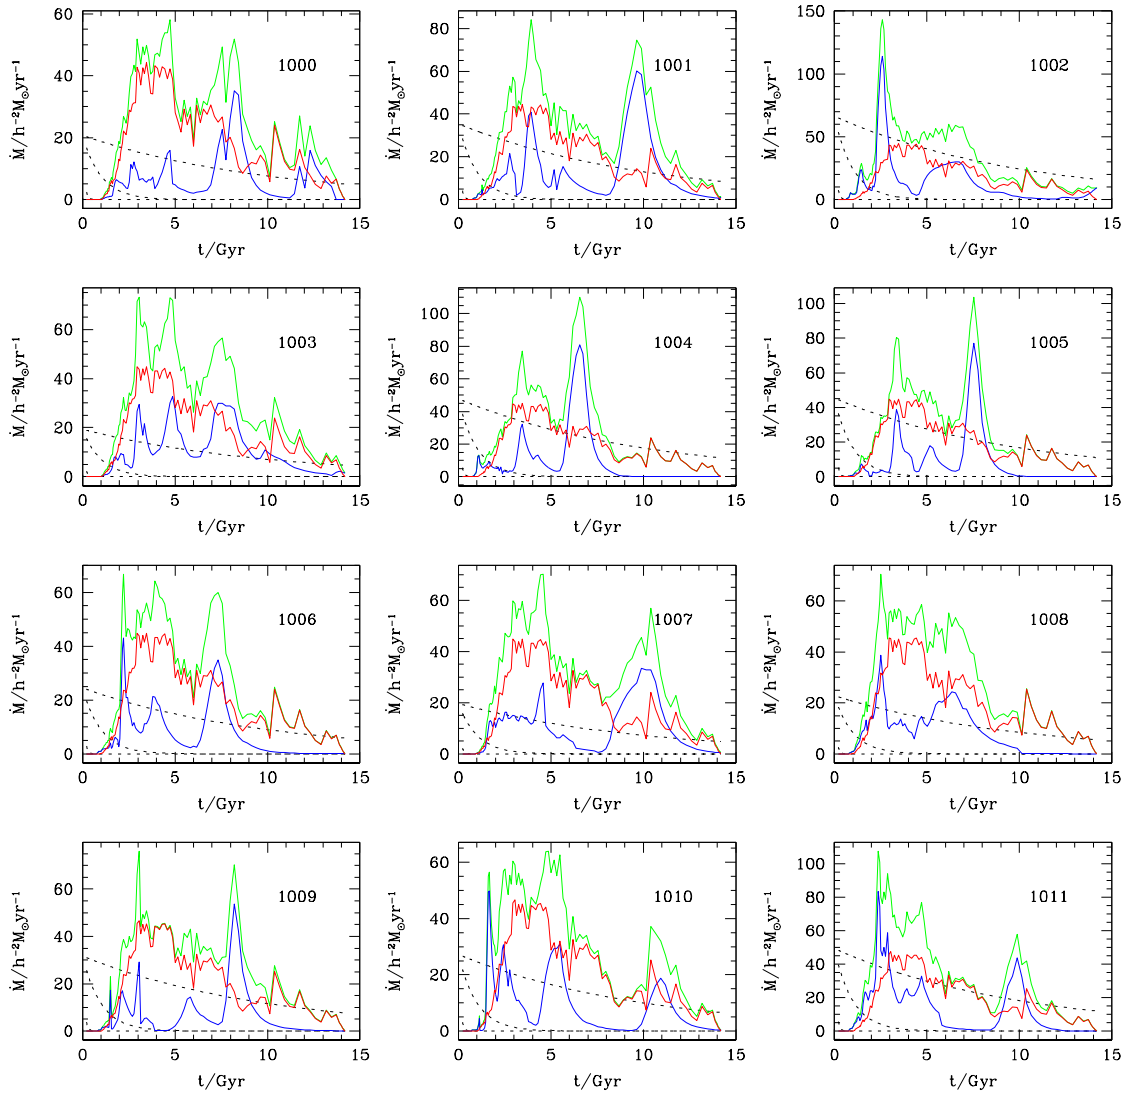 60 80 150
1000 1001 1002
40 60 100
Ṁ/h⁻²M☉yr⁻¹ Ṁ/h⁻²M☉yr⁻¹ Ṁ/h⁻²M☉yr⁻¹
40
20 20 50
0 0 0
0 5 10 15 0 5 10 15 0 5 10 15
t/Gyr t/Gyr t/Gyr
60 100 100
1003 1004 1005
80 80
40 60 60
Ṁ/h⁻²M☉yr⁻¹ Ṁ/h⁻²M☉yr⁻¹ Ṁ/h⁻²M☉yr⁻¹
20 40 40
20 20
0 0 0
0 5 10 15 0 5 10 15 0 5 10 15
t/Gyr t/Gyr t/Gyr
60 60 60
1006 1007 1008
40 40 40
Ṁ/h⁻²M☉yr⁻¹ Ṁ/h⁻²M☉yr⁻¹ Ṁ/h⁻²M☉yr⁻¹
20 20 20
0 0 0
0 5 10 15 0 5 10 15 0 5 10 15
t/Gyr t/Gyr t/Gyr
60 60 100
1009 1010 1011
80
40 40 60
Ṁ/h⁻²M☉yr⁻¹ Ṁ/h⁻²M☉yr⁻¹ Ṁ/h⁻²M☉yr⁻¹
20 20 40
20
0 0 0
0 5 10 15 0 5 10 15 0 5 10 15
t/Gyr t/Gyr t/Gyr